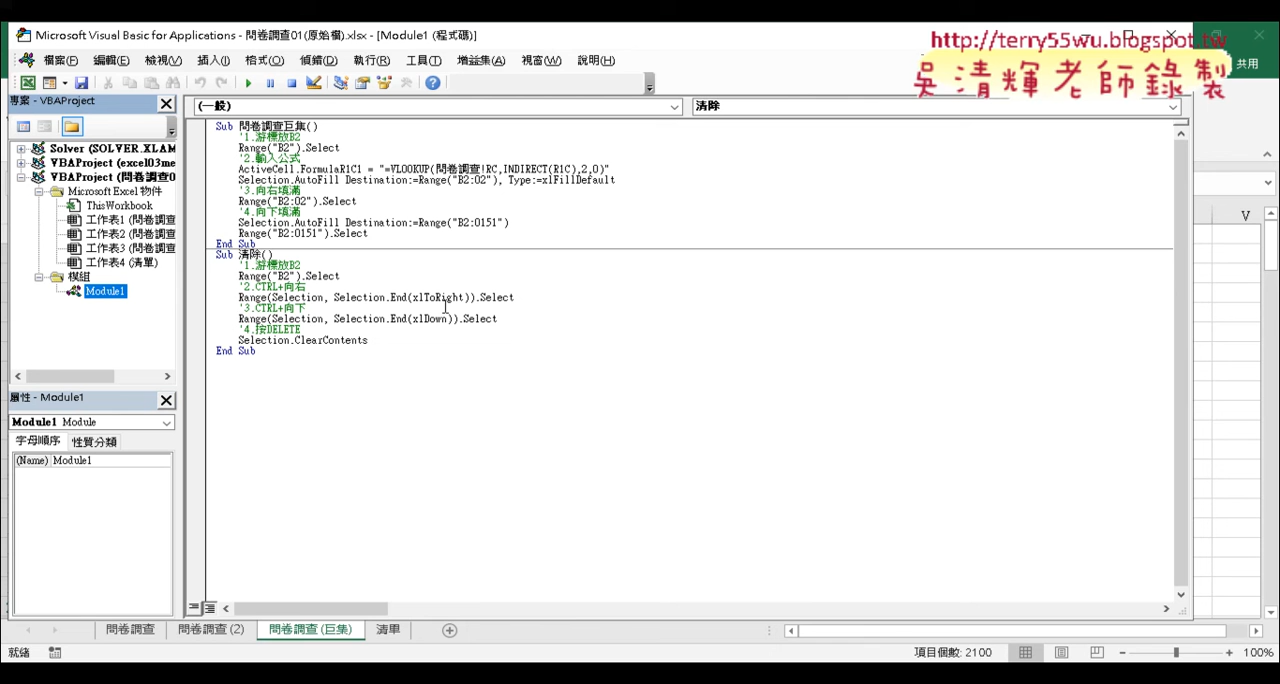 Microsoft Visual Basic for Applications - 問卷調查01(原始檔).xlsx - [Module1 (程式碼)]
http://terry55wu.blogspot.tw
吳清輝老師錄製
檔案(F) 編輯(E) 檢視(V) 插入(I) 格式(O) 偵錯(D) 執行(R) 工具(T) 增益集(A) 視窗(W) 說明(H)
共用
專案 - VBAProject
(一般)
清除
Solver (SOLVER.XLAM
VBAProject (excel03me
VBAProject (問卷調查0
Microsoft Excel 物件
ThisWorkbook
工作表1 (問卷調查
工作表2 (問卷調查
工作表3 (問卷調查
工作表4 (清單)
模組
Module1
Sub 問卷調查巨集()
'1.游標放B2
Range("B2").Select
'2.輸入公式
ActiveCell.FormulaR1C1 = "=VLOOKUP(問卷調查!RC,INDIRECT(R1C),2,0)"
Selection.AutoFill Destination:=Range("B2:O2"), Type:=xlFillDefault
'3.向右填滿
Range("B2:O2").Select
'4.向下填滿
Selection.AutoFill Destination:=Range("B2:O151")
Range("B2:O151").Select
End Sub
Sub 清除()
'1.游標放B2
Range("B2").Select
'2.CTRL+向右
Range(Selection, Selection.End(xlToRight)).Select
'3.CTRL+向下
Range(Selection, Selection.End(xlDown)).Select
'4.按DELETE
Selection.ClearContents
End Sub
V
屬性 - Module1
Module1 Module
字母順序 性質分類
(Name) Module1
問卷調查 問卷調查 (2) 問卷調查 (巨集) 清單
就緒
項目個數: 2100
100%